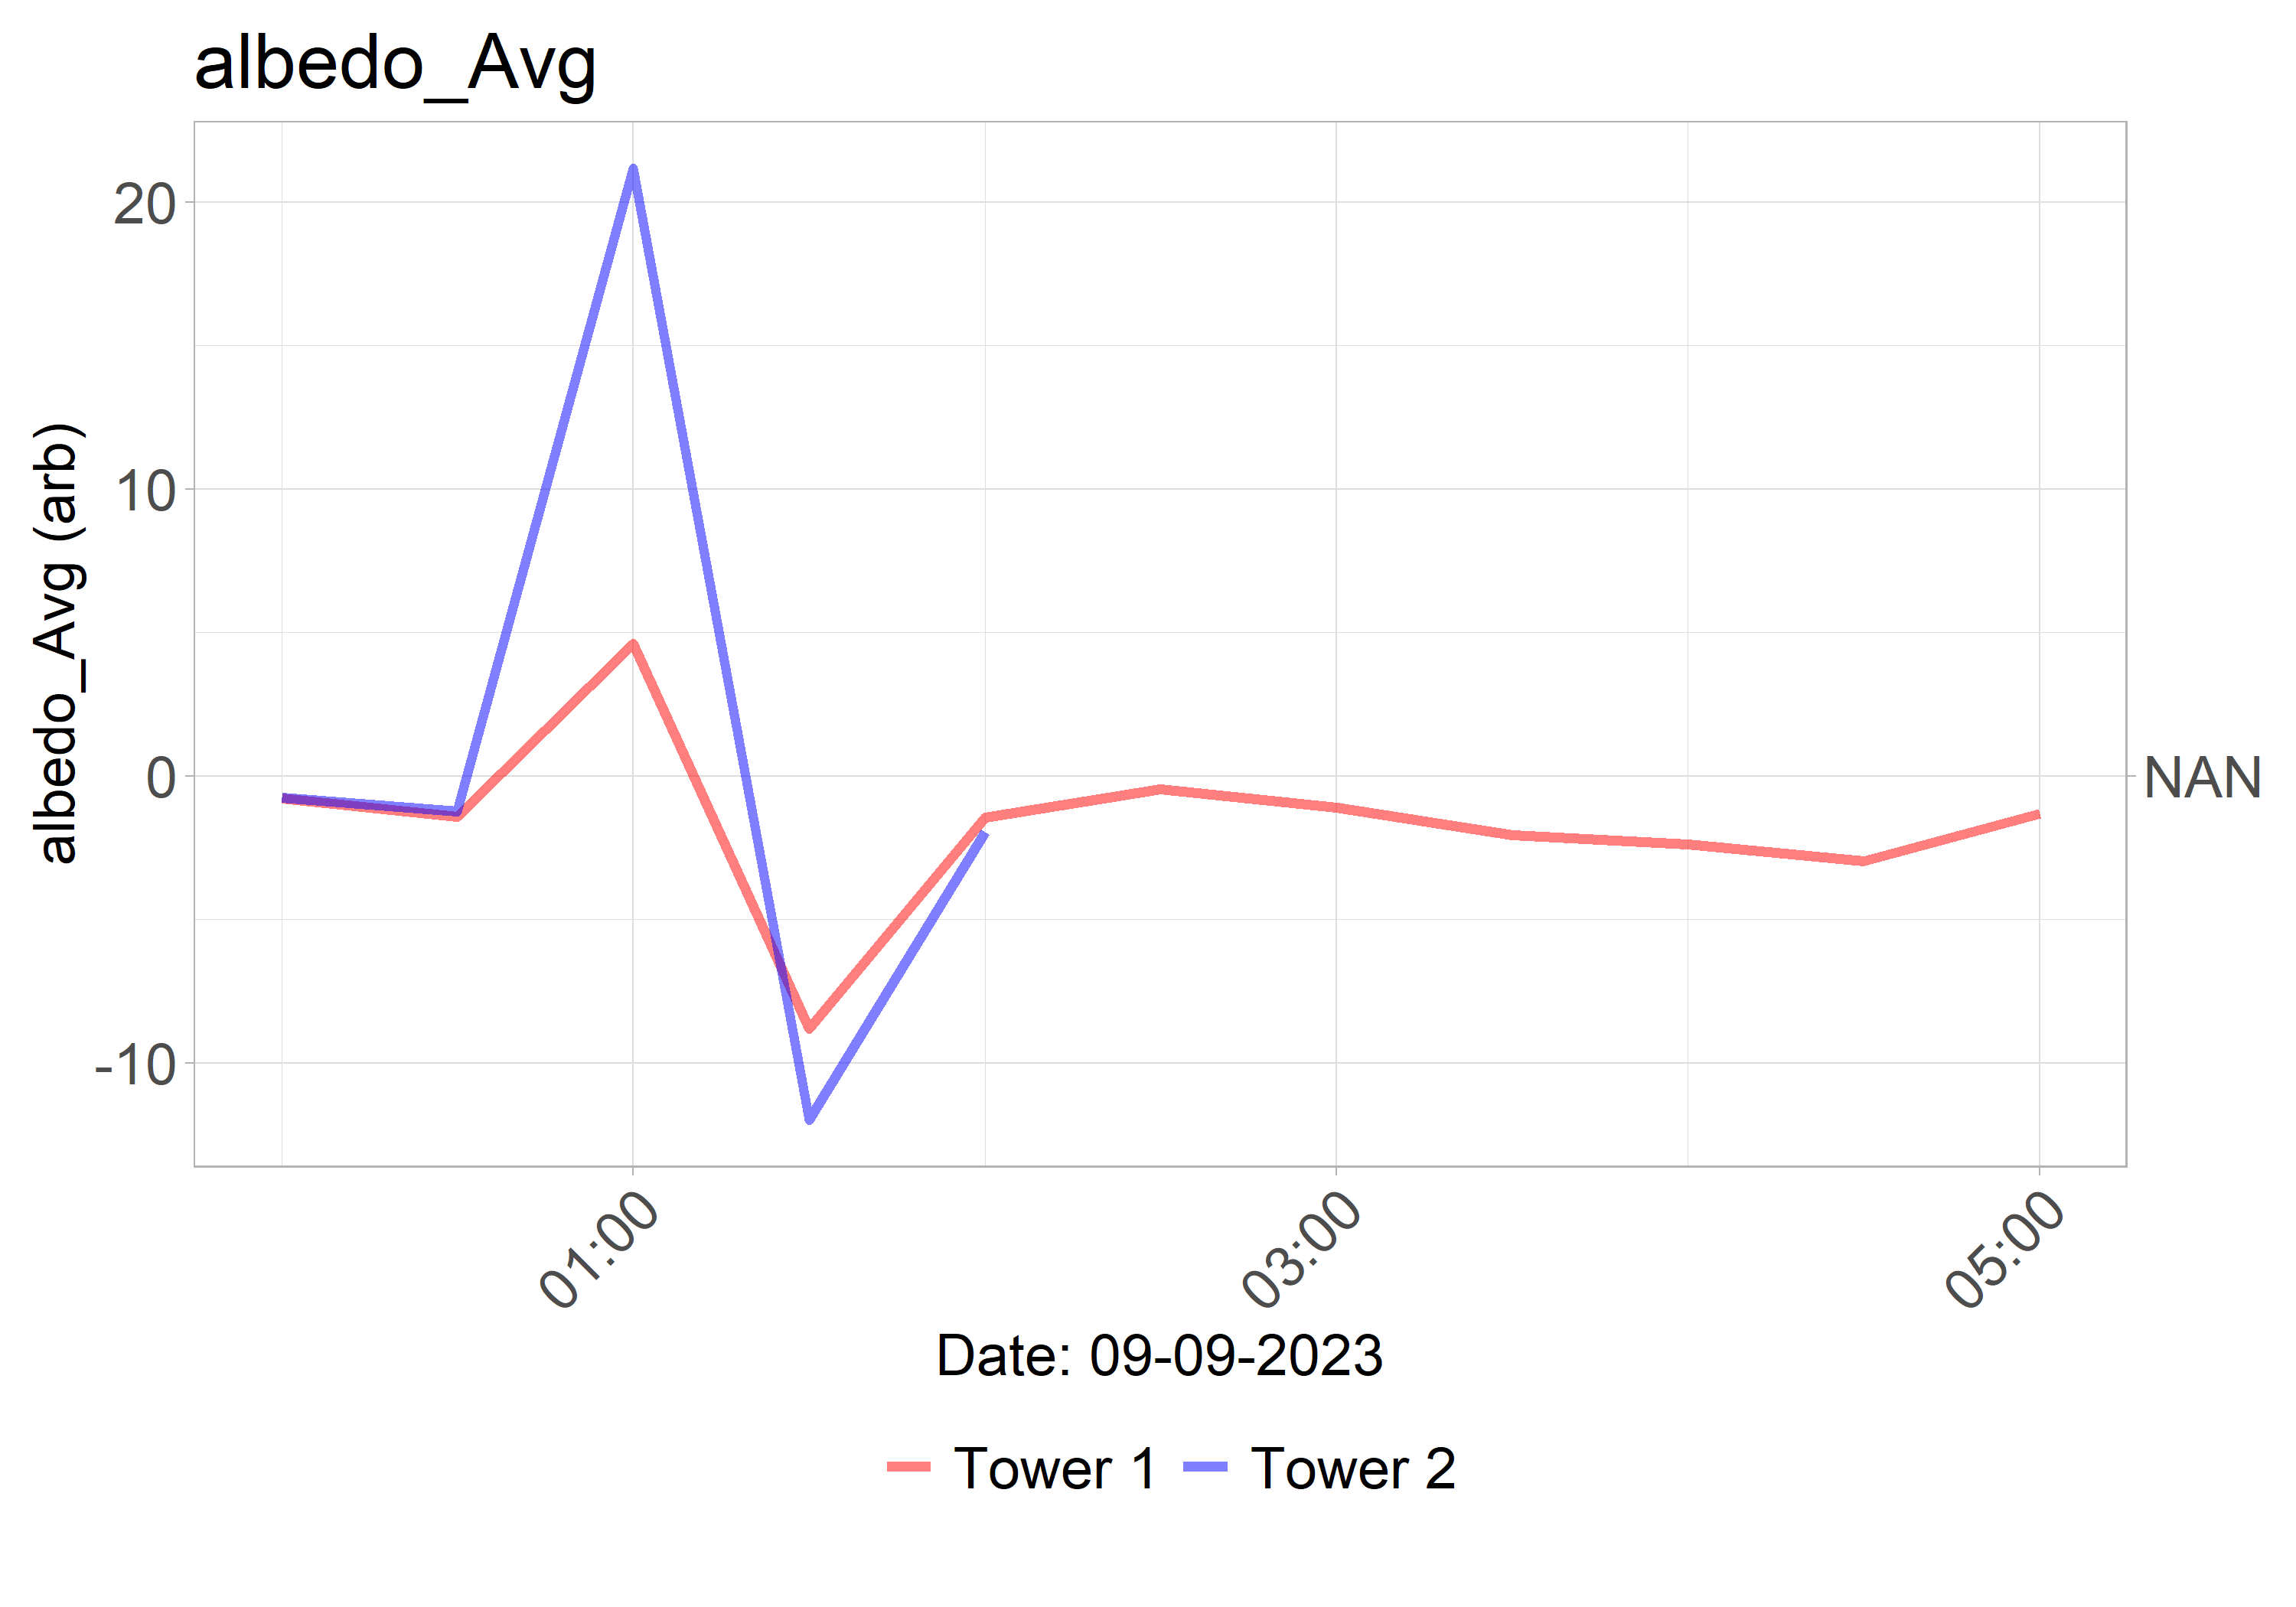 albedo_Avg
albedo_Avg (arb)
20
10
0
-10
NAN
01:00
03:00
05:00
Date: 09-09-2023
Tower 1
Tower 2